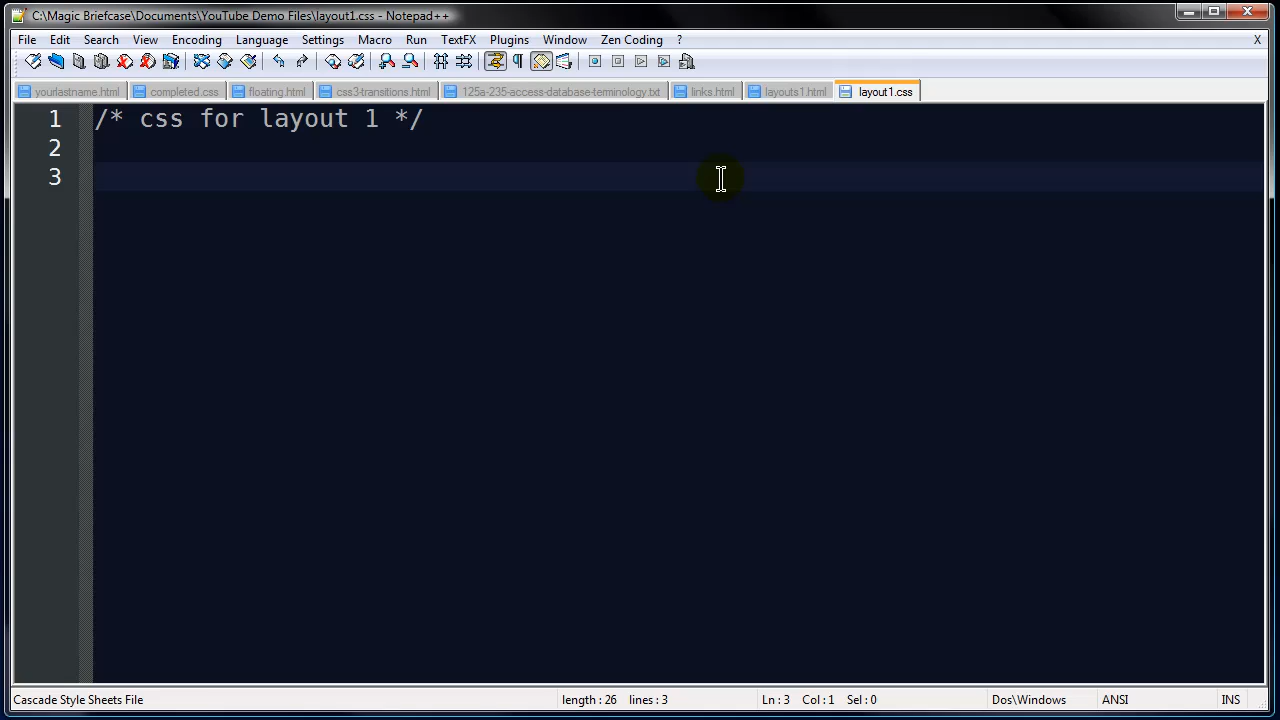 C:\Magic Briefcase\Documents\YouTube Demo Files\layout1.css - Notepad++
File Edit Search View Encoding Language Settings Macro Run TextFX Plugins Window Zen Coding ? X
yourlastname.html completed.css floating.html css3-transitions.html 125a-235-access-database-terminology.txt links.html layouts1.html layout1.css
1 /* css for layout 1 */
2
3
Cascade Style Sheets File length : 26 lines : 3 Ln : 3 Col : 1 Sel : 0 Dos\Windows ANSI INS